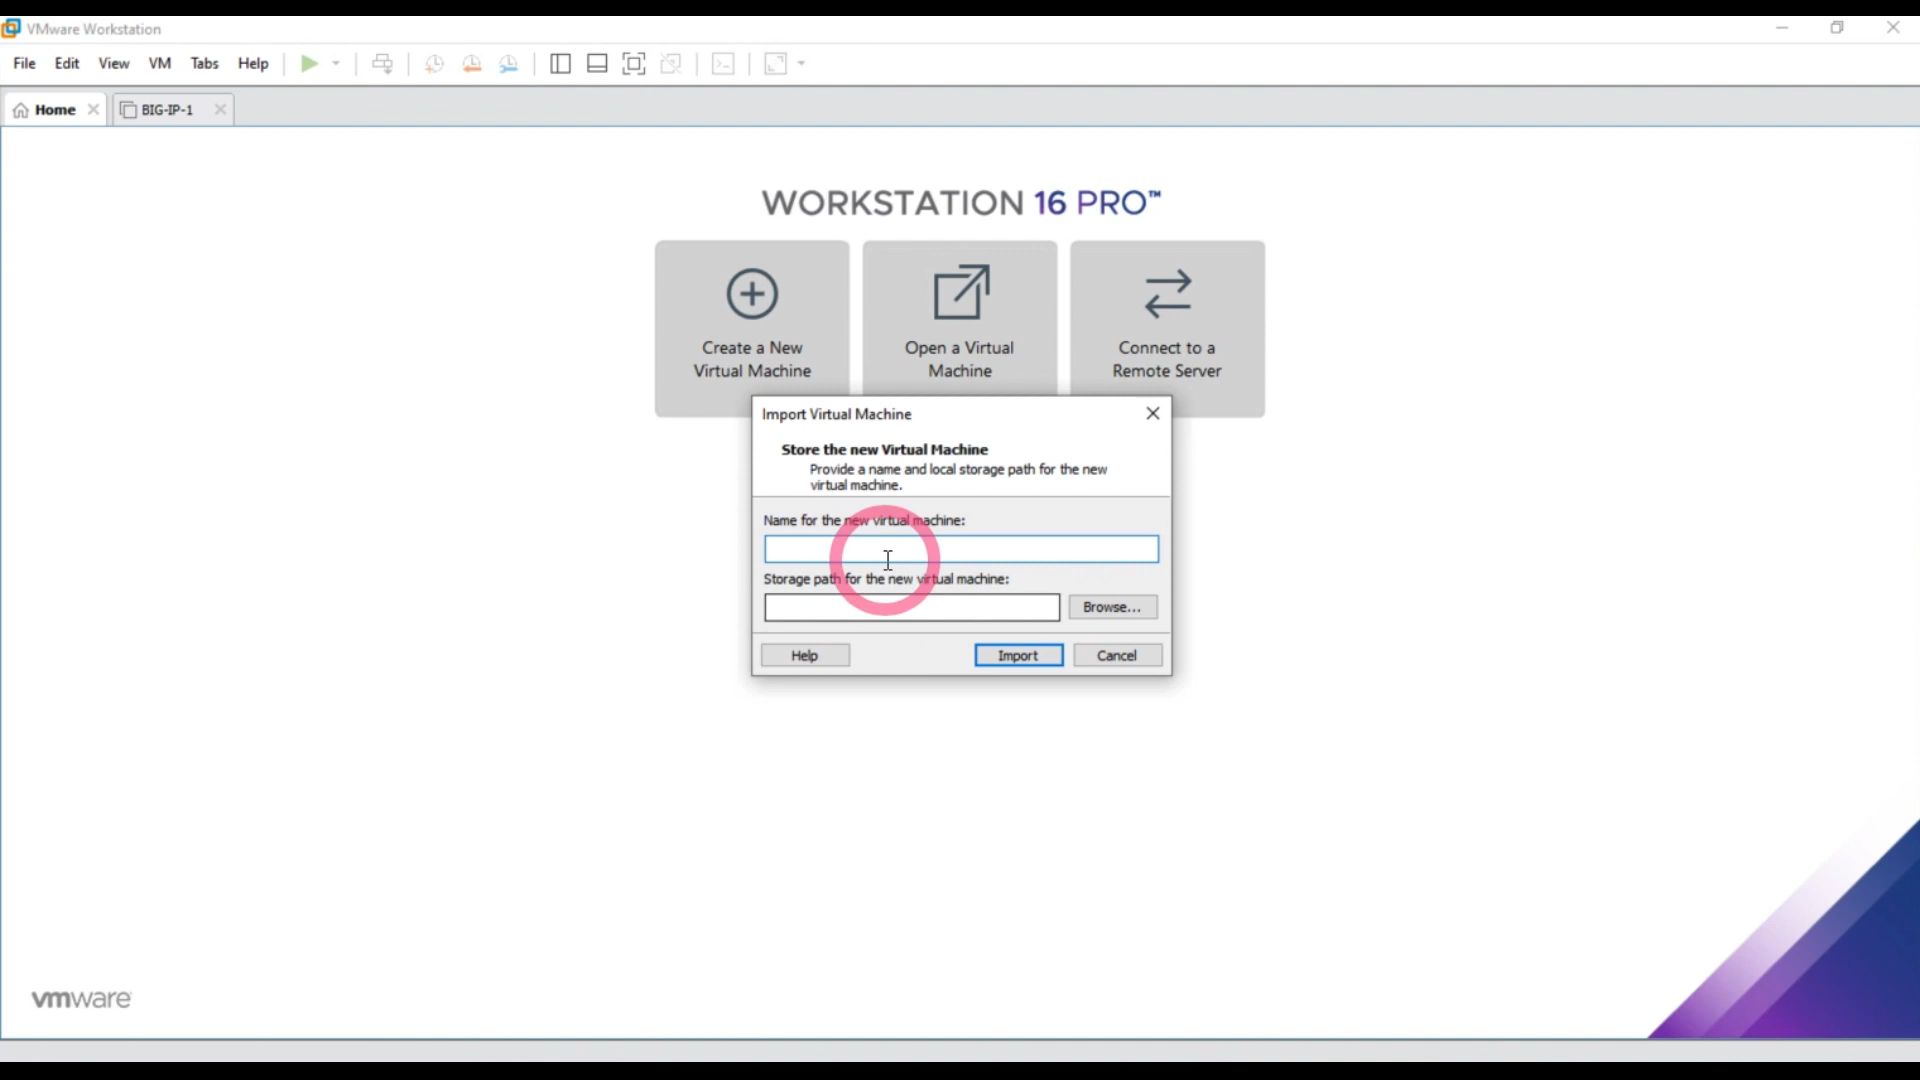 VMware Workstation
File Edit View VM Tabs Help
Home BIG-IP-1
WORKSTATION 16 PRO™
Create a New
Virtual Machine
Open a Virtual
Machine
Connect to a
Remote Server
Import Virtual Machine
Store the new Virtual Machine
Provide a name and local storage path for the new
virtual machine.
Name for the new virtual machine:
Storage path for the new virtual machine:
Browse...
Help Import Cancel
vmware